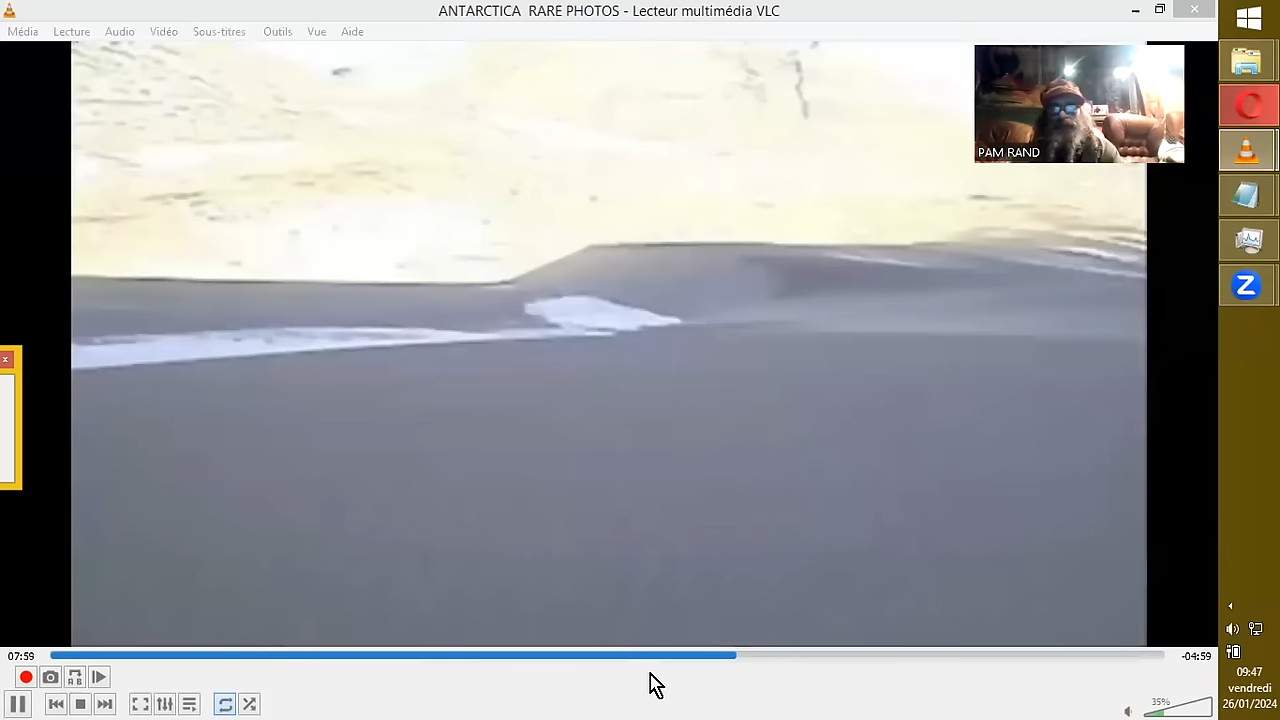 ANTARCTICA  RARE PHOTOS - Lecteur multimédia VLC
Média Lecture Audio Vidéo Sous-titres Outils Vue Aide
PAM RAND
07:59
-04:59
35%
09:47
vendredi
26/01/2024